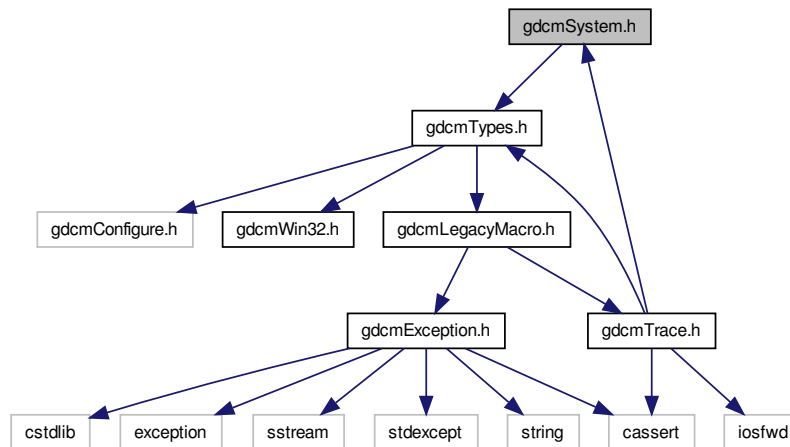 gdcmSystem.h
gdcmTypes.h
gdcmConfigure.h
gdcmWin32.h
gdcmLegacyMacro.h
gdcmException.h
gdcmTrace.h
cstdlib
exception
sstream
stdexcept
string
cassert
iosfwd